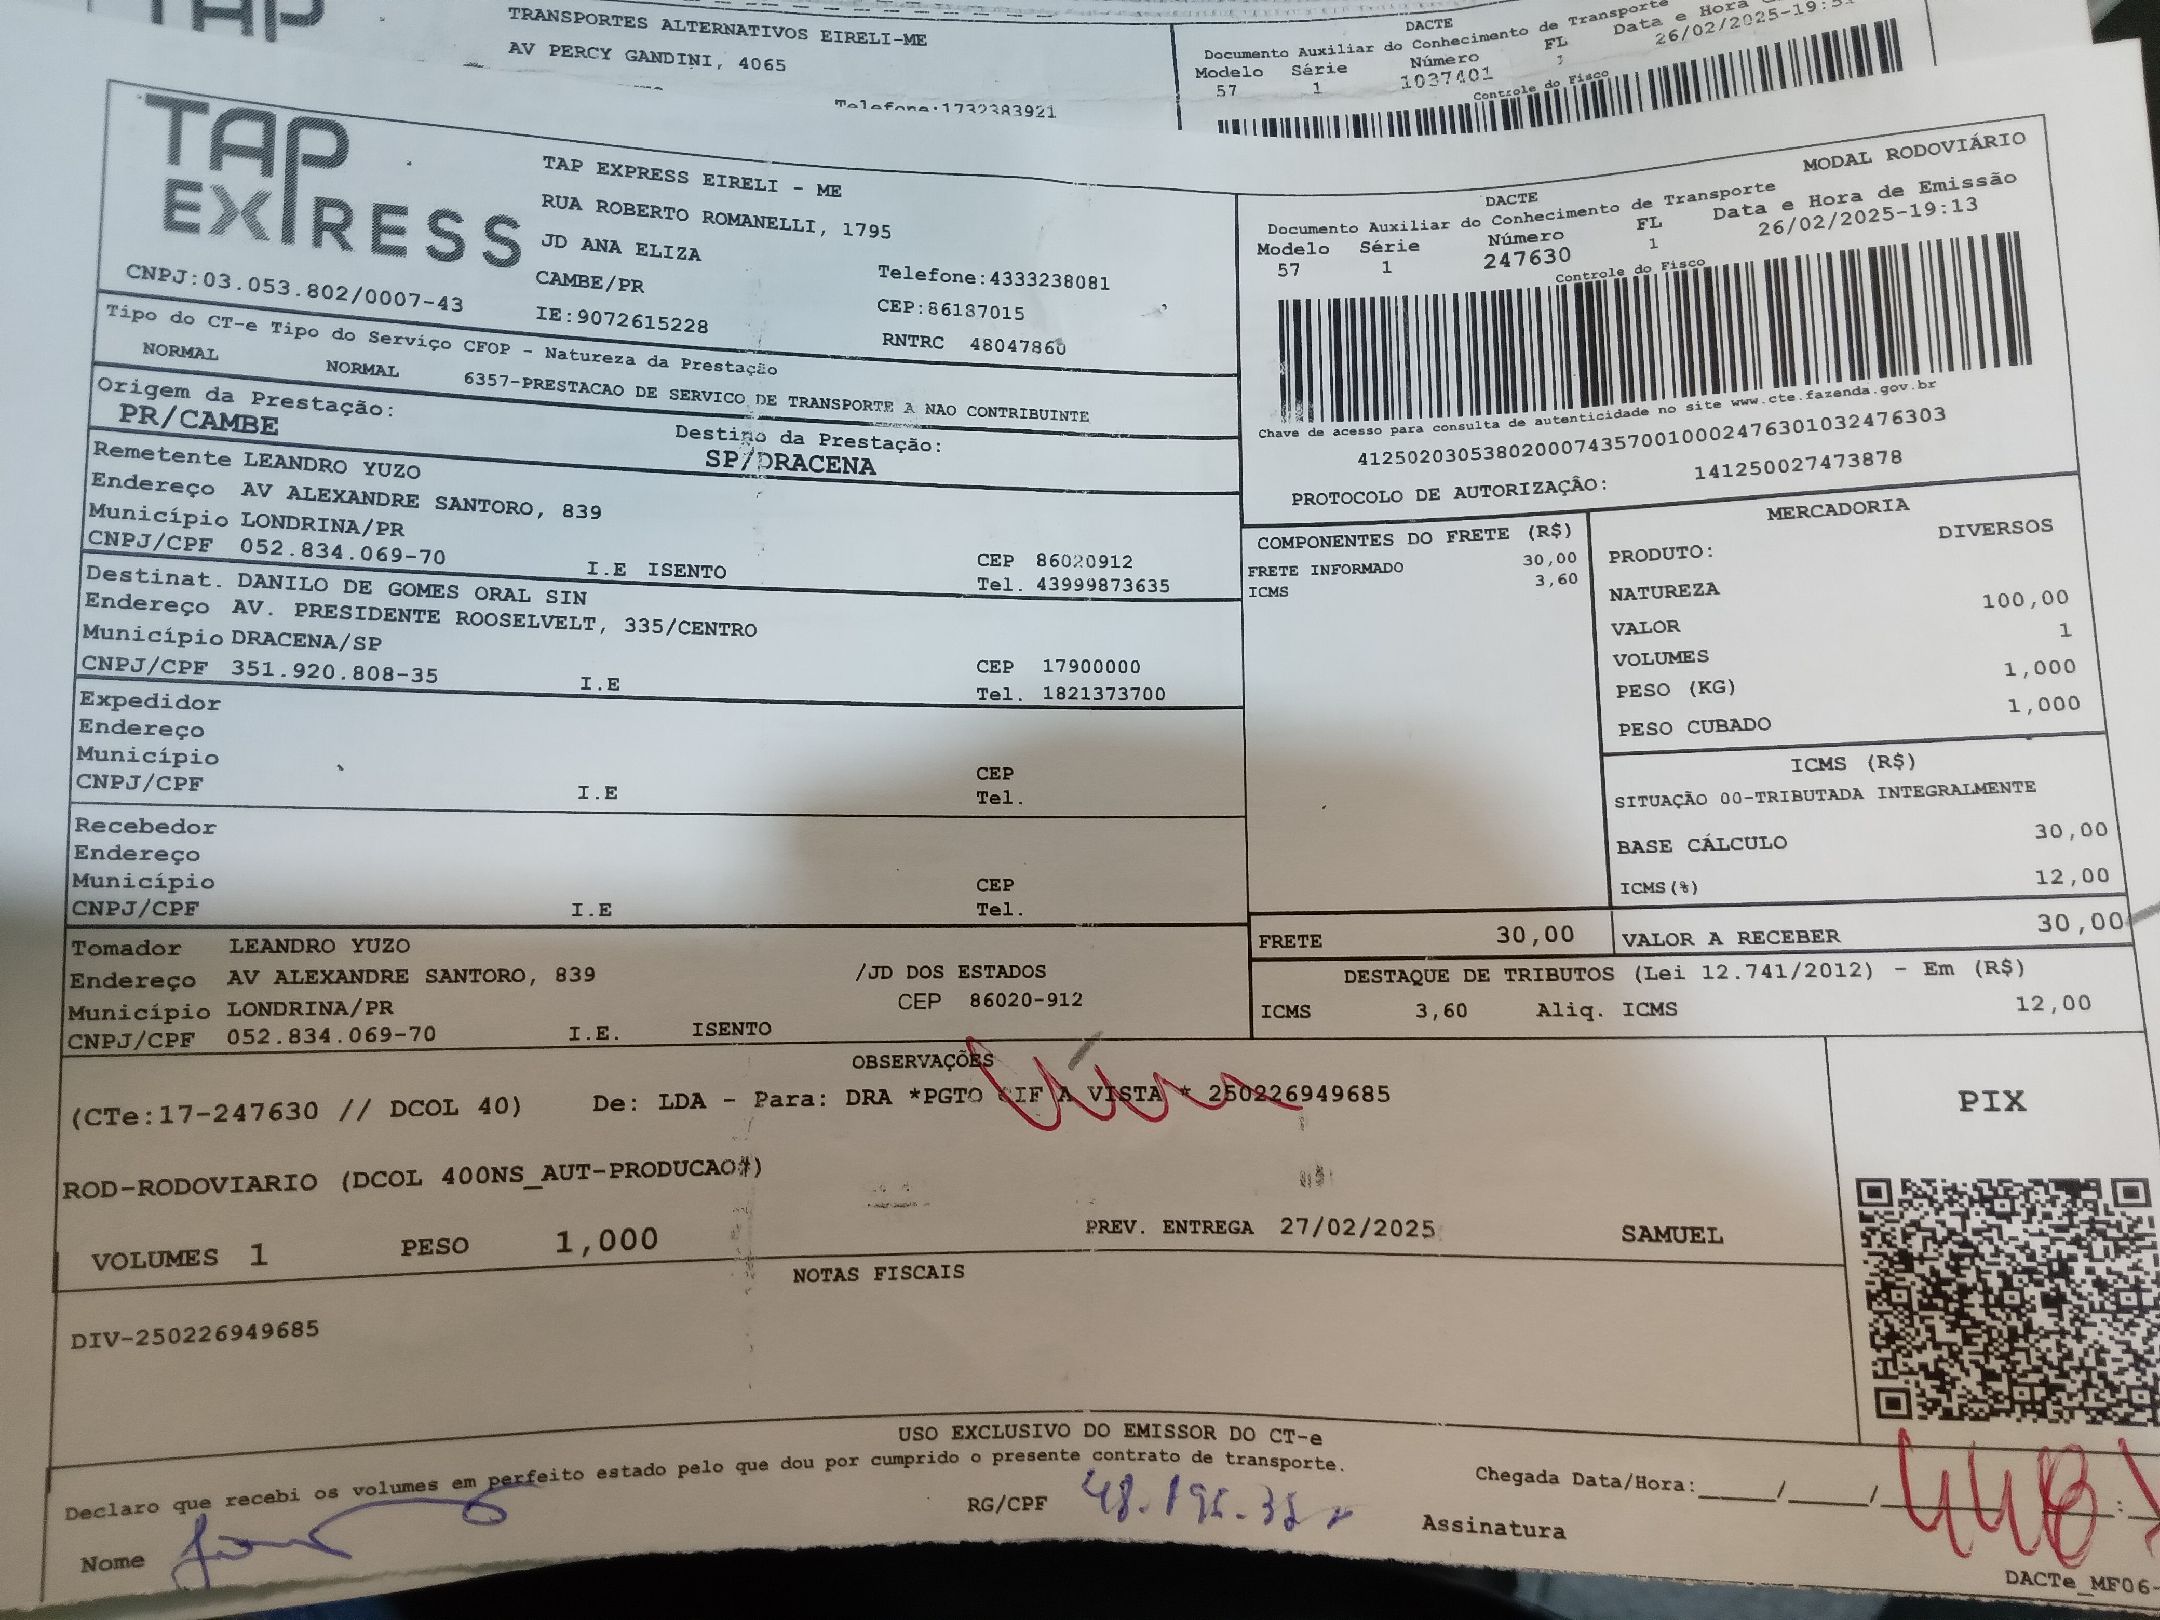 TAP
TRANSPORTES ALTERNATIVOS EIRELI-ME
AV PERCY GANDINI, 4065
Telefone:1732383921
DACTE
Documento Auxiliar do Conhecimento de Transporte
Modelo Série Número FL Data e Hora
57 1 1037401 26/02/2025-19:51
Controle do Fisco
TAP EXPRESS
CNPJ:03.053.802/0007-43
TAP EXPRESS EIRELI - ME
RUA ROBERTO ROMANELLI, 1795
JD ANA ELIZA
CAMBE/PR Telefone:4333238081
IE:9072615228 CEP:86187015
RNTRC 48047860
MODAL RODOVIÁRIO
DACTE
Documento Auxiliar do Conhecimento de Transporte
Modelo Série Número FL Data e Hora de Emissão
57 1 247630 1 26/02/2025-19:13
Controle do Fisco
Chave de acesso para consulta de autenticidade no site www.cte.fazenda.gov.br
41250203053802000743570010002476301032476303
PROTOCOLO DE AUTORIZAÇÃO: 141250027473878
Tipo do CT-e Tipo do Serviço CFOP - Natureza da Prestação
NORMAL NORMAL 6357-PRESTACAO DE SERVICO DE TRANSPORTE A NAO CONTRIBUINTE
Origem da Prestação: Destino da Prestação:
PR/CAMBE SP/DRACENA
Remetente LEANDRO YUZO
Endereço AV ALEXANDRE SANTORO, 839
Município LONDRINA/PR CEP 86020912
CNPJ/CPF 052.834.069-70 I.E ISENTO Tel. 43999873635
Destinat. DANILO DE GOMES ORAL SIN
Endereço AV. PRESIDENTE ROOSELVELT, 335/CENTRO
Município DRACENA/SP CEP 17900000
CNPJ/CPF 351.920.808-35 I.E Tel. 1821373700
Expedidor
Endereço
Município CEP
CNPJ/CPF I.E Tel.
Recebedor
Endereço
Município CEP
CNPJ/CPF I.E Tel.
Tomador LEANDRO YUZO
Endereço AV ALEXANDRE SANTORO, 839 /JD DOS ESTADOS
Município LONDRINA/PR CEP 86020-912
CNPJ/CPF 052.834.069-70 I.E. ISENTO
COMPONENTES DO FRETE (R$)
FRETE INFORMADO 30,00
ICMS 3,60
MERCADORIA
PRODUTO: DIVERSOS
NATUREZA
VALOR 100,00
VOLUMES 1
PESO (KG) 1,000
PESO CUBADO 1,000
ICMS (R$)
SITUAÇÃO 00-TRIBUTADA INTEGRALMENTE
BASE CÁLCULO 30,00
ICMS(%) 12,00
FRETE 30,00 VALOR A RECEBER 30,00
DESTAQUE DE TRIBUTOS (Lei 12.741/2012) - Em (R$)
ICMS 3,60 Aliq. ICMS 12,00
OBSERVAÇÕES
(CTe:17-247630 // DCOL 40) De: LDA - Para: DRA *PGTO CIF A VISTA * 250226949685
ROD-RODOVIARIO (DCOL 400NS_AUT-PRODUCAO#)
VOLUMES 1 PESO 1,000 PREV. ENTREGA 27/02/2025 SAMUEL
PIX
NOTAS FISCAIS
DIV-250226949685
USO EXCLUSIVO DO EMISSOR DO CT-e
Declaro que recebi os volumes em perfeito estado pelo que dou por cumprido o presente contrato de transporte.
Nome RG/CPF
Chegada Data/Hora:_____/_____/_____ :
Assinatura
DACTe_MF06-